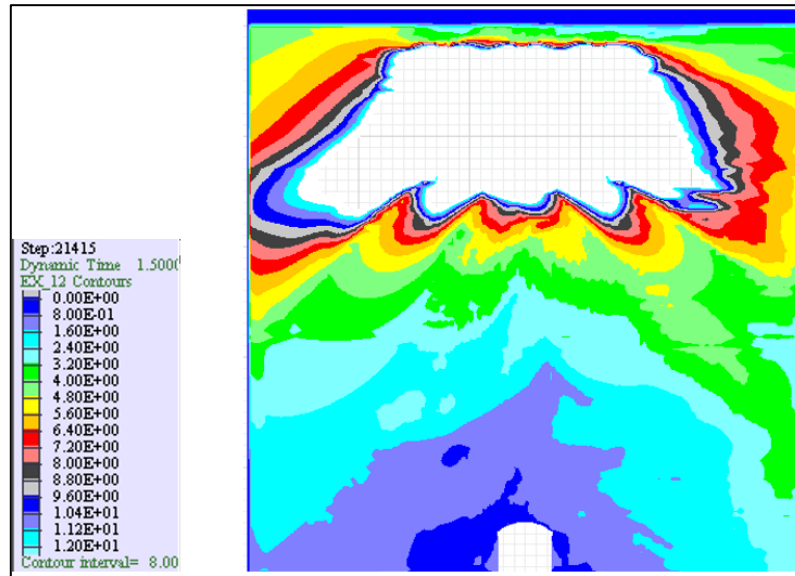 Step:21415
Dynamic Time 1.5000
EX_12 Contours
0.00E+00
8.00E-01
1.60E+00
2.40E+00
3.20E+00
4.00E+00
4.80E+00
5.60E+00
6.40E+00
7.20E+00
8.00E+00
8.80E+00
9.60E+00
1.04E+01
1.12E+01
1.20E+01
Contour interval= 8.00